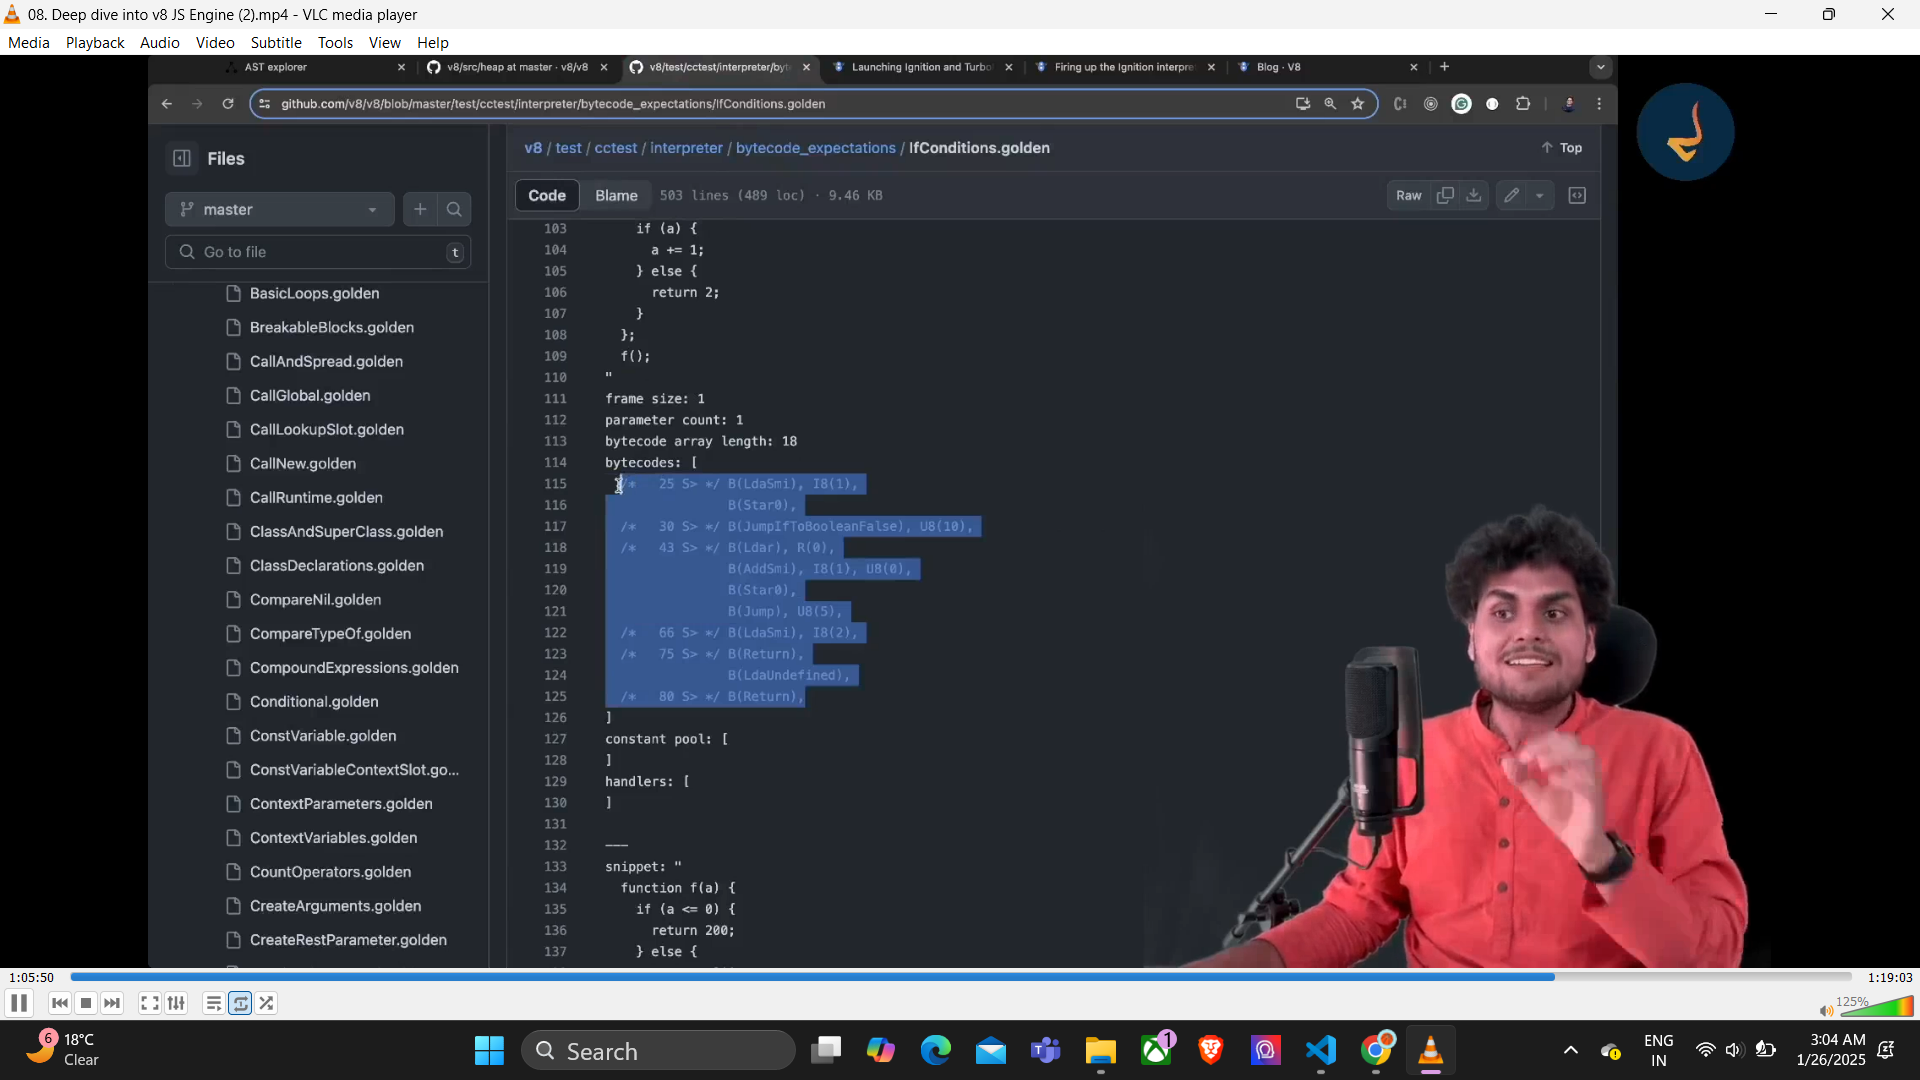 08. Deep dive into v8 JS Engine (2).mp4 - VLC media player
Media Playback Audio Video Subtitle Tools View Help
AST explorer
v8/src/heap at master · v8/v8
v8/test/cctest/interpreter/byt
Launching Ignition and Turbo
Firing up the Ignition interpre
Blog · V8
github.com/v8/v8/blob/master/test/cctest/interpreter/bytecode_expectations/IfConditions.golden
Files
master
Go to file
t
BasicLoops.golden
BreakableBlocks.golden
CallAndSpread.golden
CallGlobal.golden
CallLookupSlot.golden
CallNew.golden
CallRuntime.golden
ClassAndSuperClass.golden
ClassDeclarations.golden
CompareNil.golden
CompareTypeOf.golden
CompoundExpressions.golden
Conditional.golden
ConstVariable.golden
ConstVariableContextSlot.go...
ContextParameters.golden
ContextVariables.golden
CountOperators.golden
CreateArguments.golden
CreateRestParameter.golden
v8 / test / cctest / interpreter / bytecode_expectations / IfConditions.golden
Top
Code Blame 503 lines (489 loc) · 9.46 KB
Raw
103 if (a) {
104 a += 1;
105 } else {
106 return 2;
107 }
108 };
109 f();
110 "
111 frame size: 1
112 parameter count: 1
113 bytecode array length: 18
114 bytecodes: [
115 /* 25 S> */ B(LdaSmi), I8(1),
116 B(Star0),
117 /* 30 S> */ B(JumpIfToBooleanFalse), U8(10),
118 /* 43 S> */ B(Ldar), R(0),
119 B(AddSmi), I8(1), U8(0),
120 B(Star0),
121 B(Jump), U8(5),
122 /* 66 S> */ B(LdaSmi), I8(2),
123 /* 75 S> */ B(Return),
124 B(LdaUndefined),
125 /* 80 S> */ B(Return),
126 ]
127 constant pool: [
128 ]
129 handlers: [
130 ]
131
132 ---
133 snippet: "
134 function f(a) {
135 if (a <= 0) {
136 return 200;
137 } else {
1:05:50
1:19:03
125%
6
18°C
Clear
Search
1
ENG
IN
3:04 AM
1/26/2025